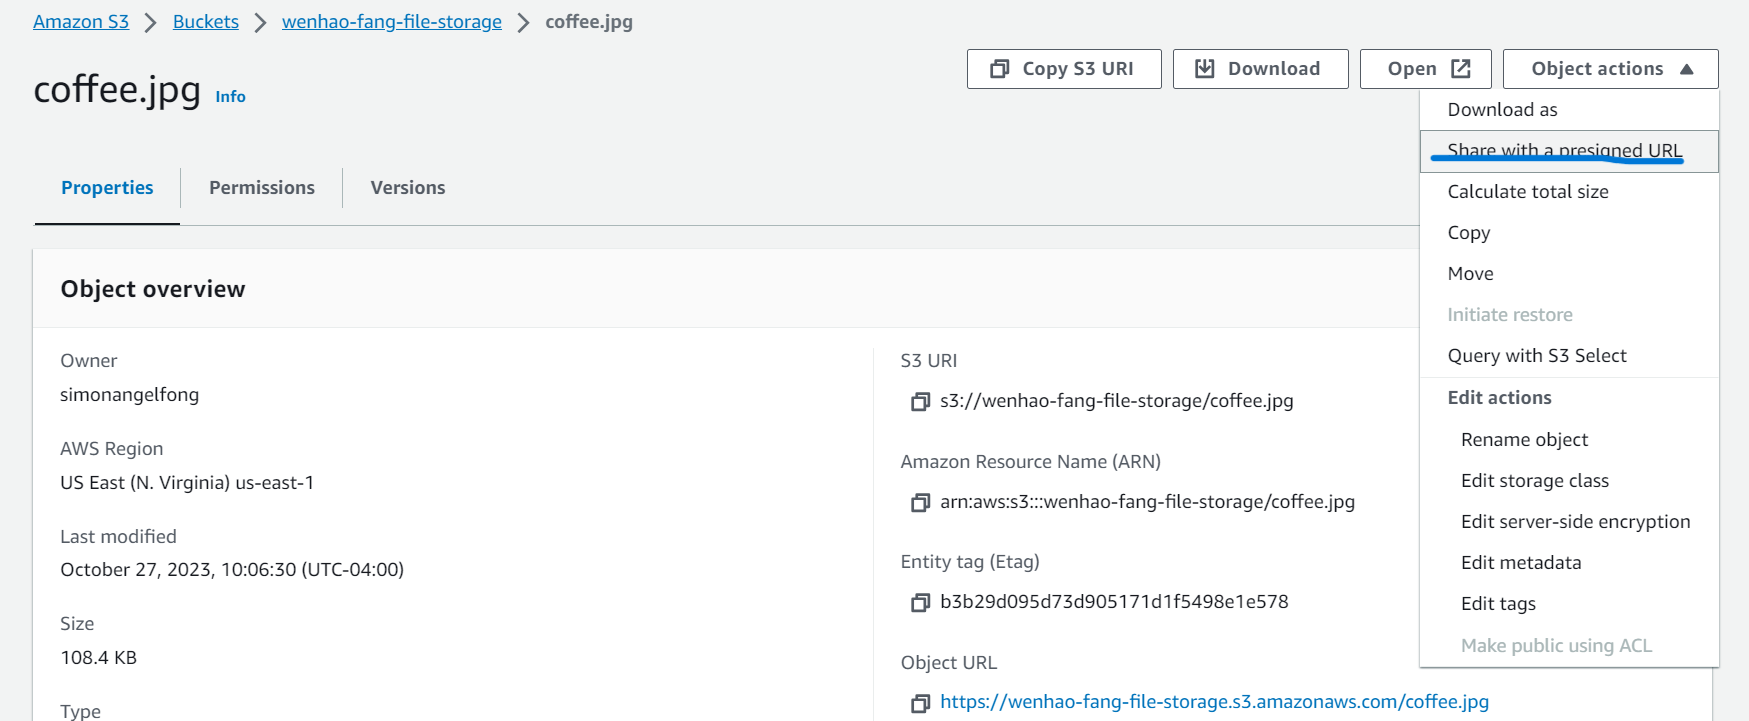 Amazon S3 > Buckets > wenhao-fang-file-storage > coffee.jpg
coffee.jpg Info
Copy S3 URI Download Open Object actions
Download as
Share with a presigned URL
Calculate total size
Copy
Move
Initiate restore
Query with S3 Select
Edit actions
Rename object
Edit storage class
Edit server-side encryption
Edit metadata
Edit tags
Make public using ACL
Properties Permissions Versions
Object overview
Owner
simonangelfong
AWS Region
US East (N. Virginia) us-east-1
Last modified
October 27, 2023, 10:06:30 (UTC-04:00)
Size
108.4 KB
Type
S3 URI
s3://wenhao-fang-file-storage/coffee.jpg
Amazon Resource Name (ARN)
arn:aws:s3:::wenhao-fang-file-storage/coffee.jpg
Entity tag (Etag)
b3b29d095d73d905171d1f5498e1e578
Object URL
https://wenhao-fang-file-storage.s3.amazonaws.com/coffee.jpg